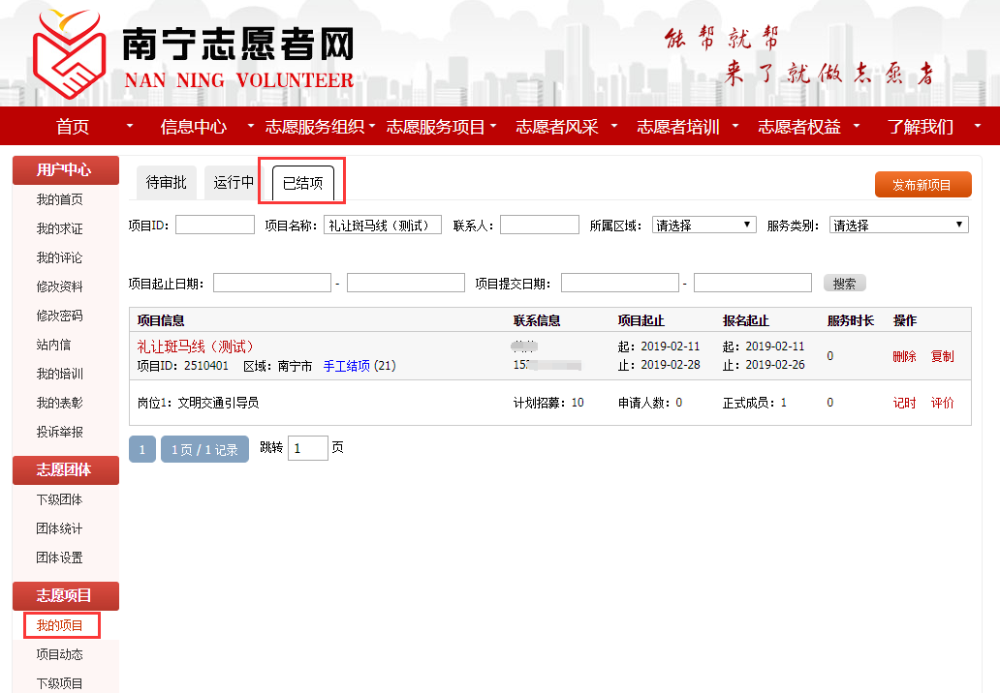 南宁志愿者网
NAN NING VOLUNTEER
能帮就帮
来了就做志愿者
首页 信息中心 志愿服务组织 志愿服务项目 志愿者风采 志愿者培训 志愿者权益 了解我们
用户中心
我的首页
我的求证
我的评论
修改资料
修改密码
站内信
我的培训
我的表彰
投诉举报
志愿团体
下级团体
团体统计
团体设置
志愿项目
我的项目
项目动态
下级项目
待审批 运行中 已结项 发布新项目
项目ID： 项目名称： 礼让斑马线（测试） 联系人： 所属区域： 请选择 服务类别： 请选择
项目起止日期： - 项目提交日期： - 搜索
项目信息 联系信息 项目起止 报名起止 服务时长 操作
礼让斑马线（测试） 起：2019-02-11 起：2019-02-11 0 删除 复制
项目ID：2510401 区域：南宁市 手工结项 (21) 15 止：2019-02-28 止：2019-02-26
岗位1：文明交通引导员 计划招募：10 申请人数：0 正式成员：1 0 记时 评价
1 1 页 / 1 记录 跳转 1 页